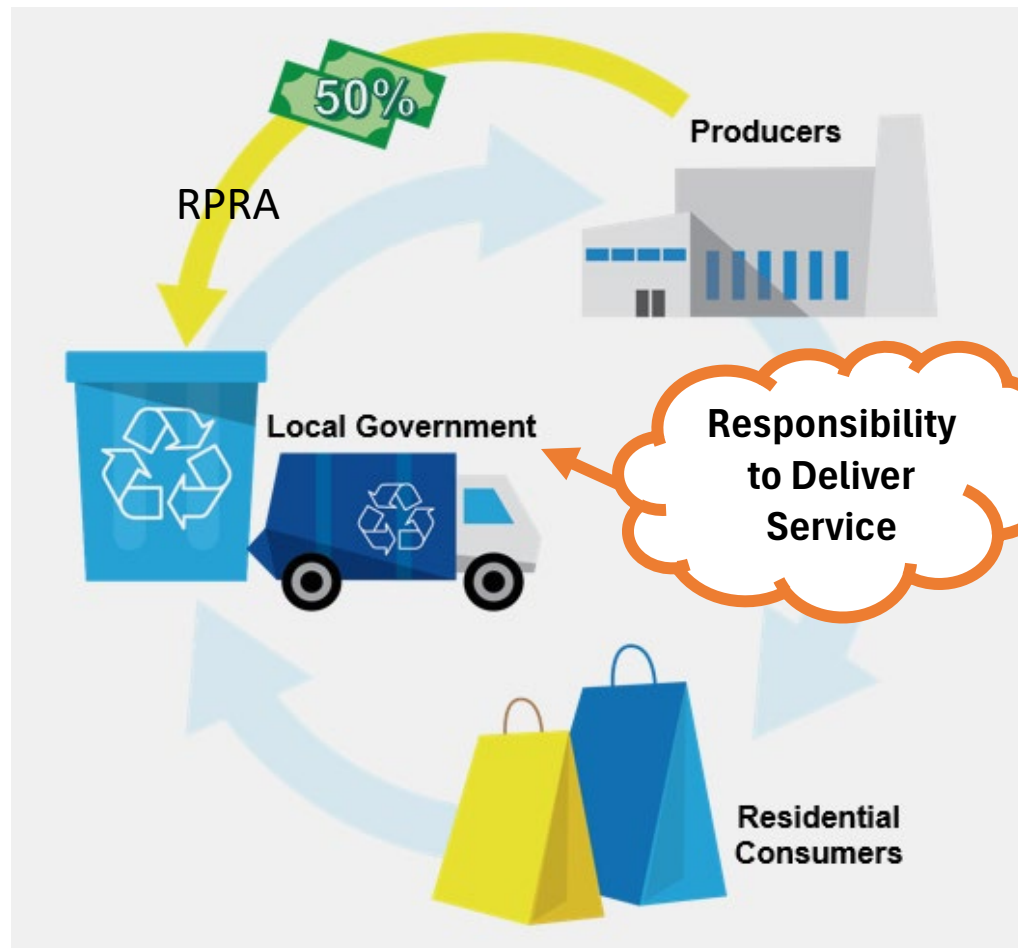 50%
Producers
RPRA
Local Government
Responsibility
to Deliver
Service
Residential
Consumers